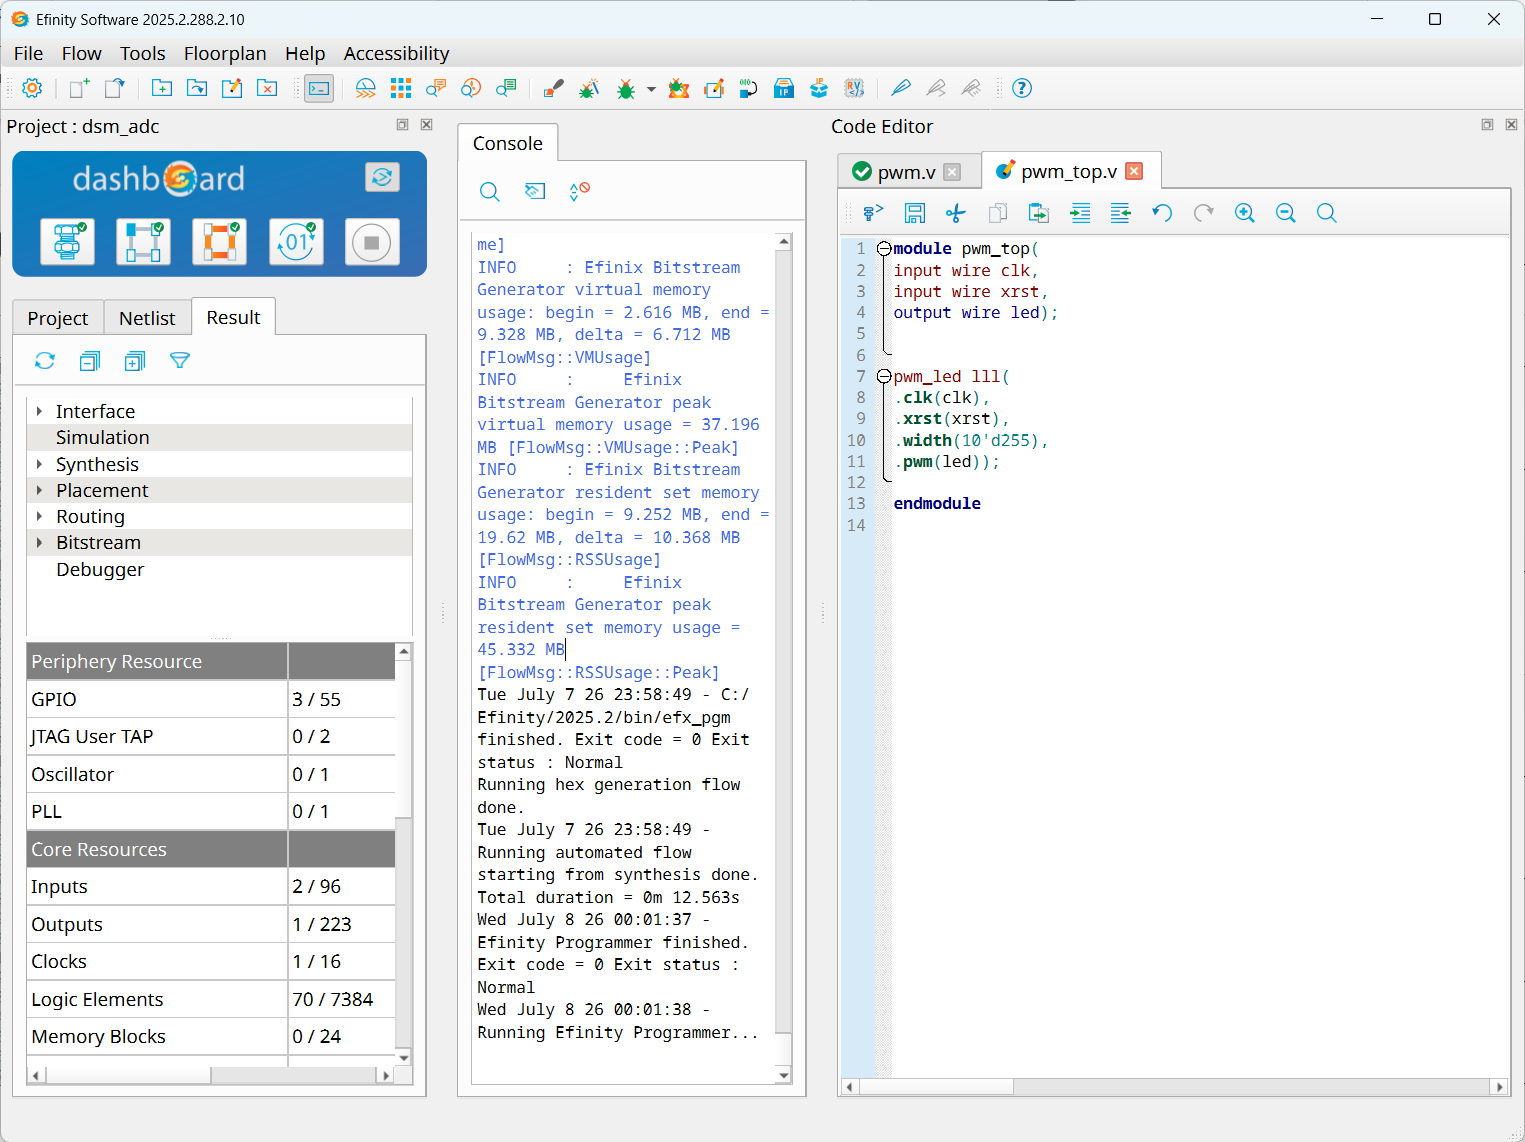 Efinity Software 2025.2.288.2.10
File Flow Tools Floorplan Help Accessibility
Project : dsm_adc
dashboard
Project Netlist Result
Interface
Simulation
Synthesis
Placement
Routing
Bitstream
Debugger
Periphery Resource
GPIO 3 / 55
JTAG User TAP 0 / 2
Oscillator 0 / 1
PLL 0 / 1
Core Resources
Inputs 2 / 96
Outputs 1 / 223
Clocks 1 / 16
Logic Elements 70 / 7384
Memory Blocks 0 / 24
Console
me]
INFO : Efinix Bitstream
Generator virtual memory
usage: begin = 2.616 MB, end =
9.328 MB, delta = 6.712 MB
[FlowMsg::VMUsage]
INFO : Efinix
Bitstream Generator peak
virtual memory usage = 37.196
MB [FlowMsg::VMUsage::Peak]
INFO : Efinix Bitstream
Generator resident set memory
usage: begin = 9.252 MB, end =
19.62 MB, delta = 10.368 MB
[FlowMsg::RSSUsage]
INFO : Efinix
Bitstream Generator peak
resident set memory usage =
45.332 MB
[FlowMsg::RSSUsage::Peak]
Tue July 7 26 23:58:49 - C:/
Efinity/2025.2/bin/efx_pgm
finished. Exit code = 0 Exit
status : Normal
Running hex generation flow
done.
Tue July 7 26 23:58:49 -
Running automated flow
starting from synthesis done.
Total duration = 0m 12.563s
Wed July 8 26 00:01:37 -
Efinity Programmer finished.
Exit code = 0 Exit status :
Normal
Wed July 8 26 00:01:38 -
Running Efinity Programmer...
Code Editor
pwm.v pwm_top.v
1 module pwm_top(
2 input wire clk,
3 input wire xrst,
4 output wire led);
5
6
7 pwm_led lll(
8 .clk(clk),
9 .xrst(xrst),
10 .width(10'd255),
11 .pwm(led));
12
13 endmodule
14